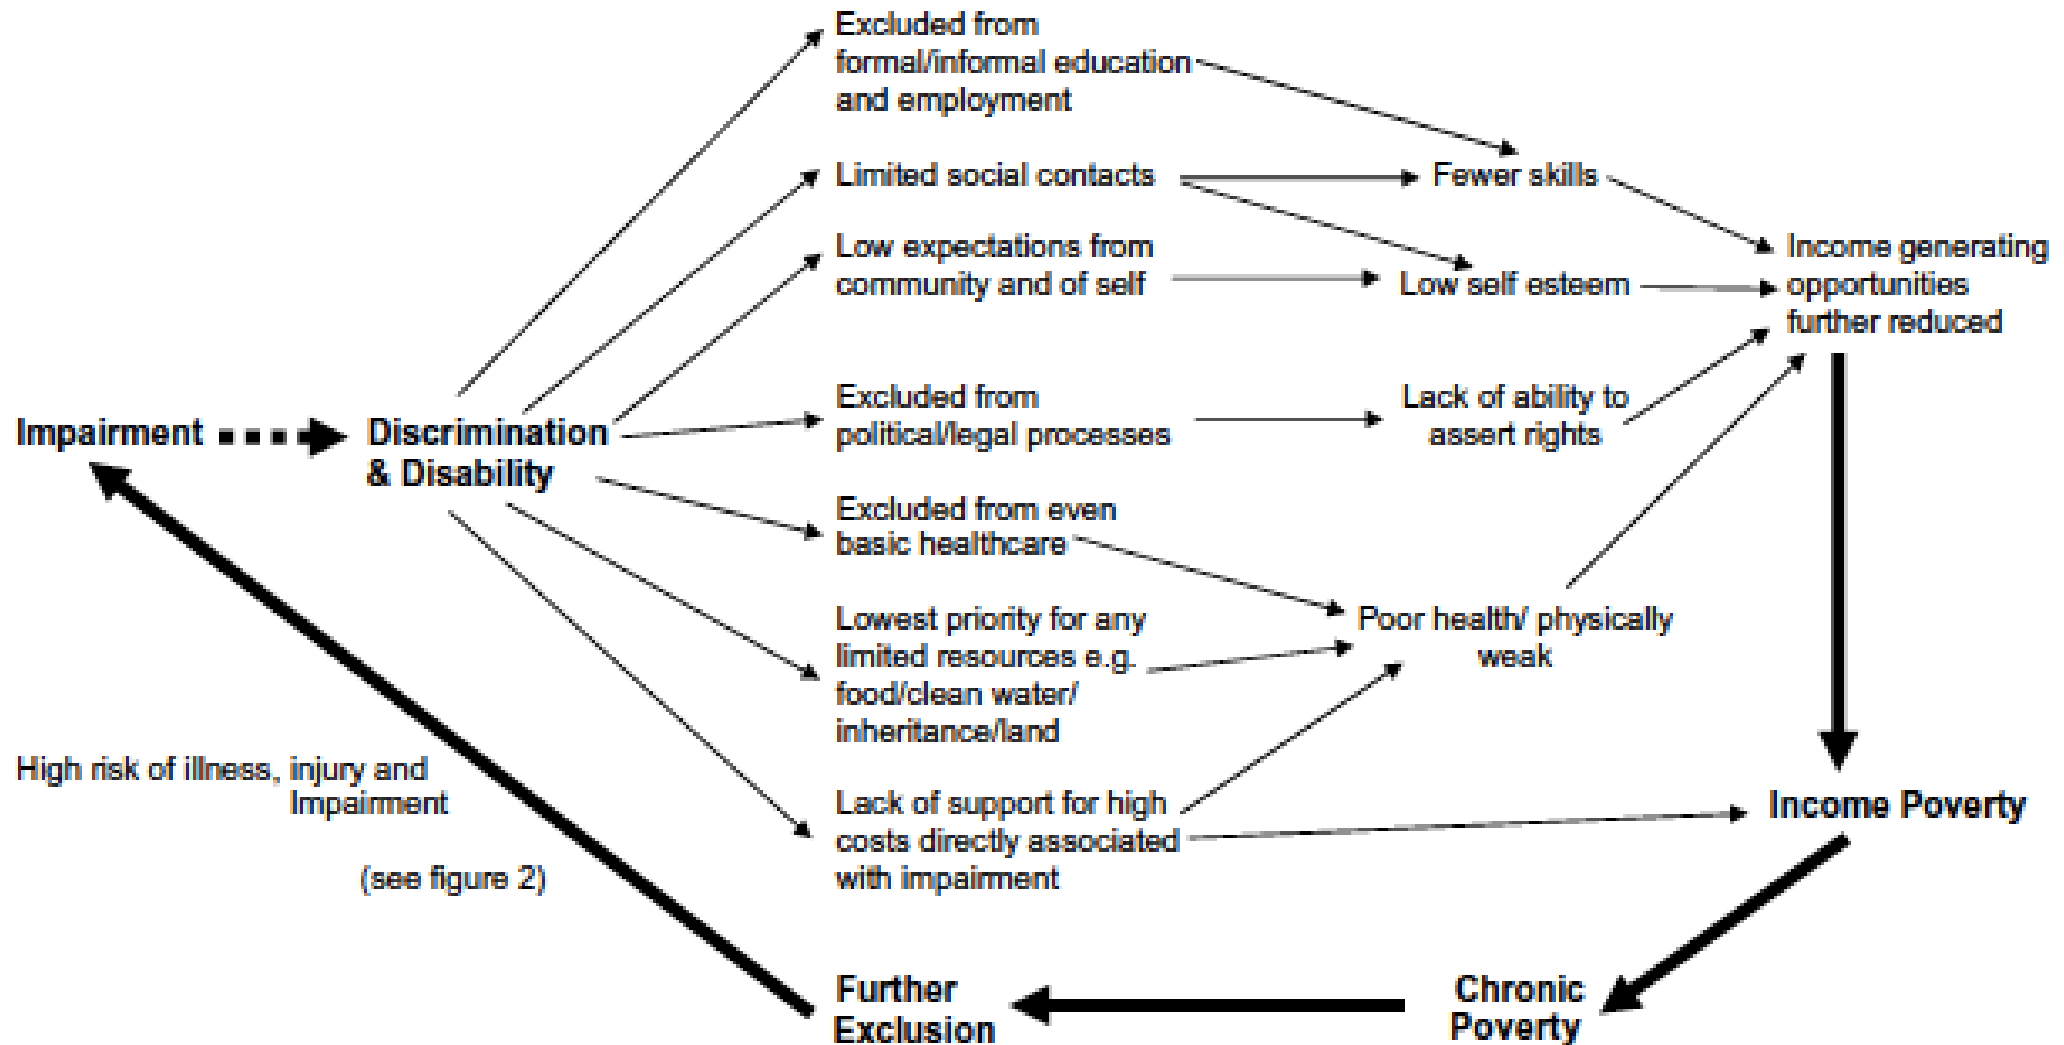 Excluded from
formal/informal education
and employment
Limited social contacts
Fewer skills
Low expectations from
community and of self
Low self esteem
Income generating
opportunities
further reduced
Impairment
Discrimination
& Disability
Excluded from
political/legal processes
Lack of ability to
assert rights
Excluded from even
basic healthcare
Lowest priority for any
limited resources e.g.
food/clean water/
inheritance/land
Poor health/ physically
weak
High risk of illness, injury and
Impairment
(see figure 2)
Lack of support for high
costs directly associated
with impairment
Income Poverty
Further
Exclusion
Chronic
Poverty